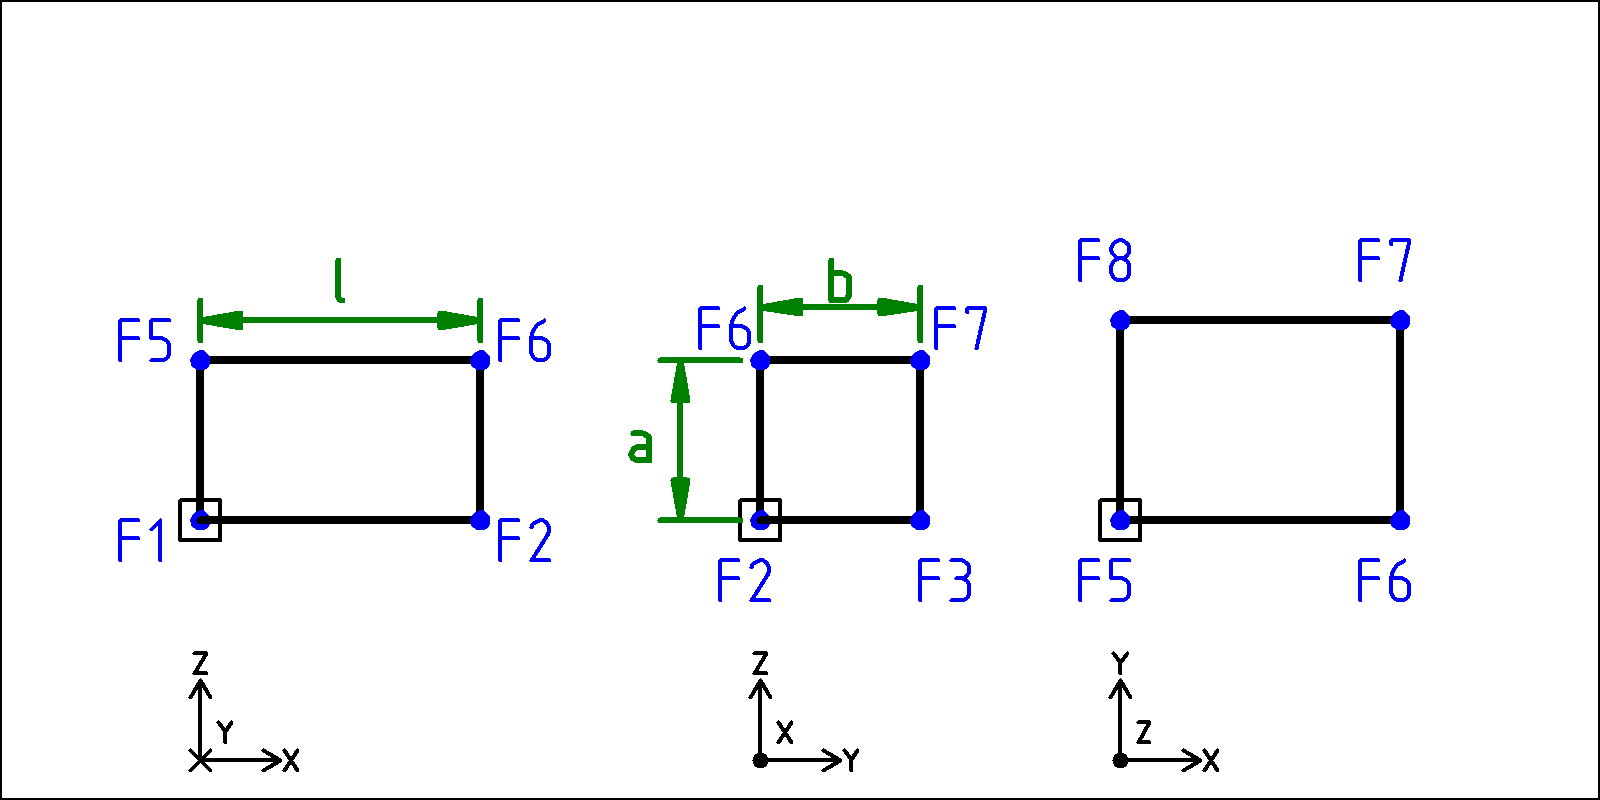 F8 F7
l b
F5 F6 F6 F7
a
F1 F2
F2 F3 F5 F6
Z Z Y
Y X Z
X Y X